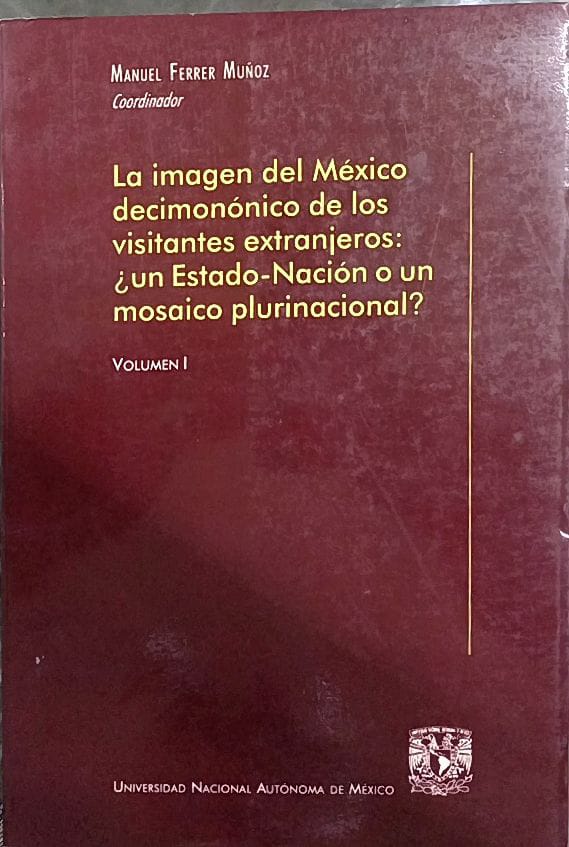 MANUEL FERRER MUÑOZ
Coordinador
La imagen del México
decimonónico de los
visitantes extranjeros:
¿un Estado-Nación o un
mosaico plurinacional?
VOLUMEN I
UNIVERSIDAD NACIONAL AUTÓNOMA DE MÉXICO